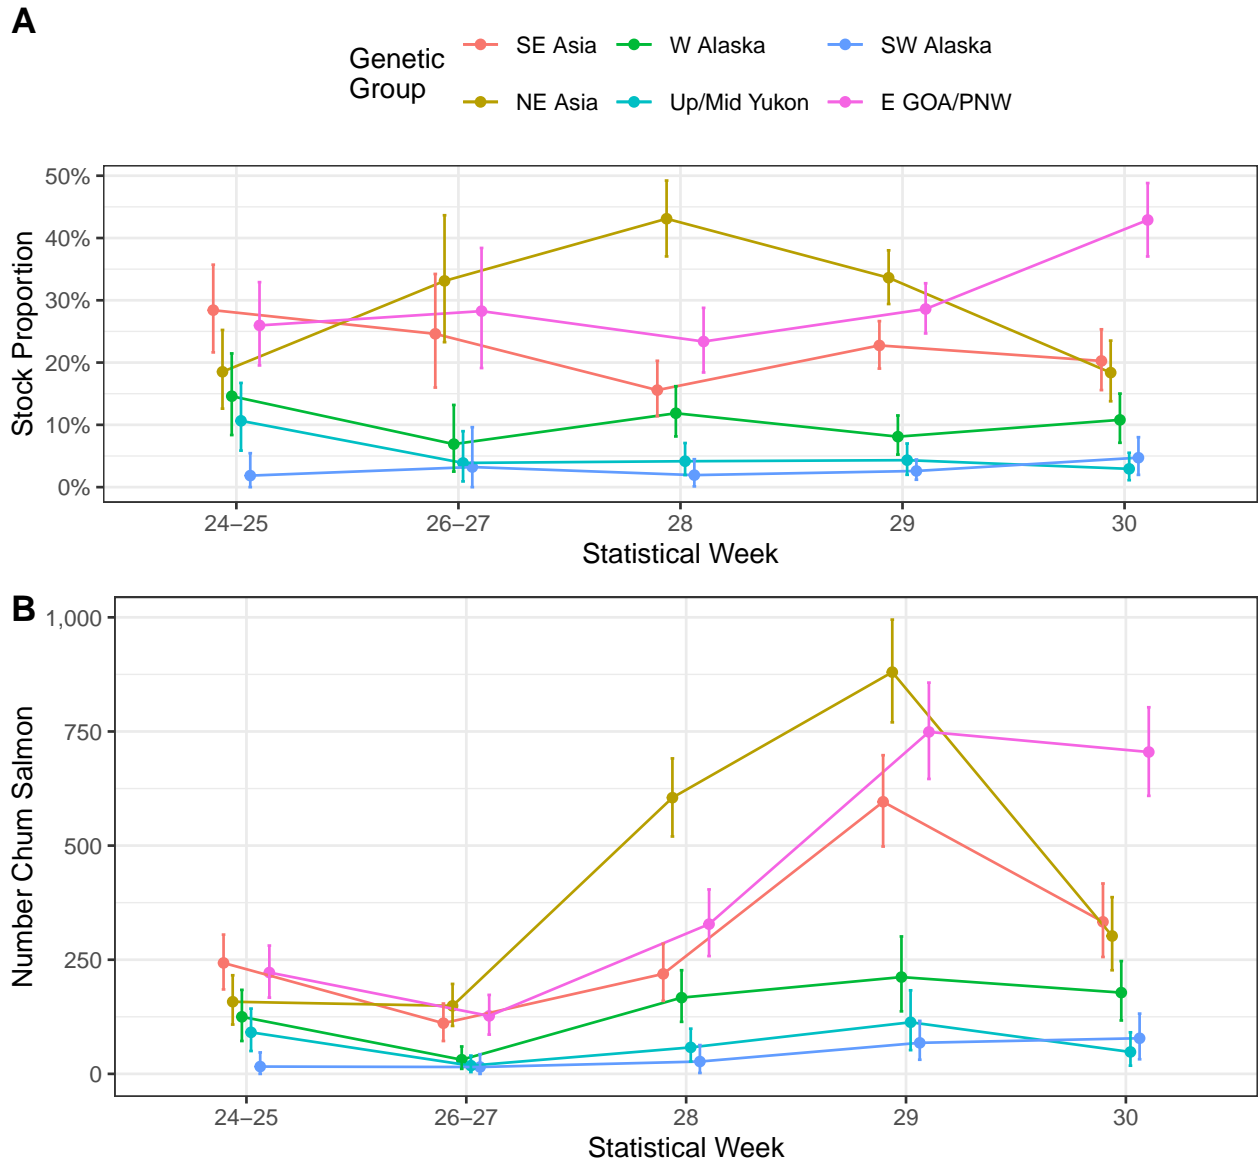 A
Genetic
Group
SE Asia
W Alaska
SW Alaska
NE Asia
Up/Mid Yukon
E GOA/PNW
Stock Proportion
50%
40%
30%
20%
10%
0%
24–25
26–27
28
29
30
Statistical Week
B
Number Chum Salmon
1,000
750
500
250
0
24–25
26–27
28
29
30
Statistical Week